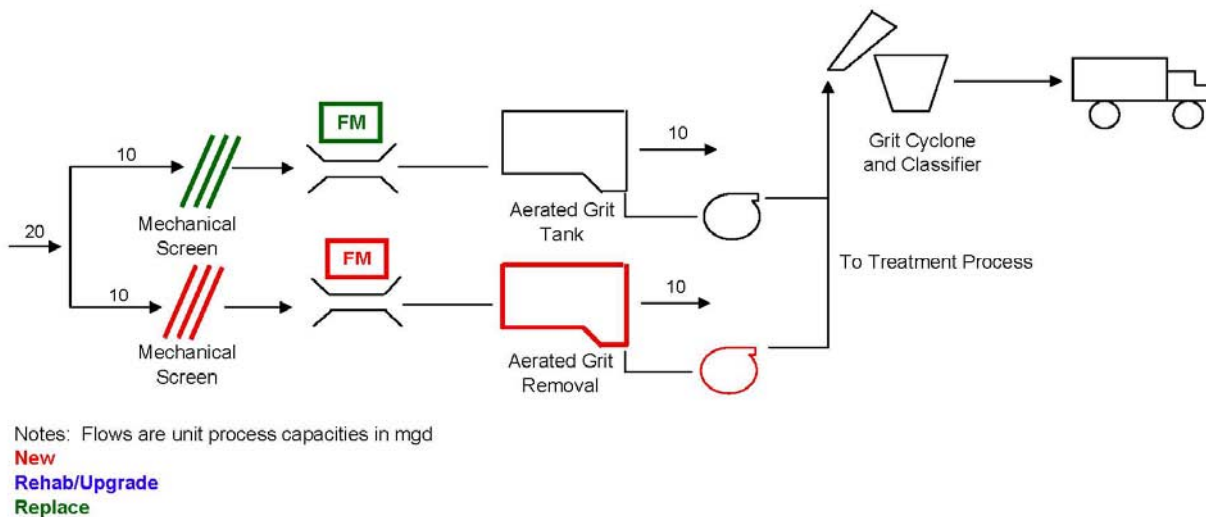 FM
10
10
20
Mechanical
Screen
Aerated Grit
Tank
Grit Cyclone
and Classifier
FM
10
10
To Treatment Process
Mechanical
Screen
Aerated Grit
Removal
Notes: Flows are unit process capacities in mgd
New
Rehab/Upgrade
Replace